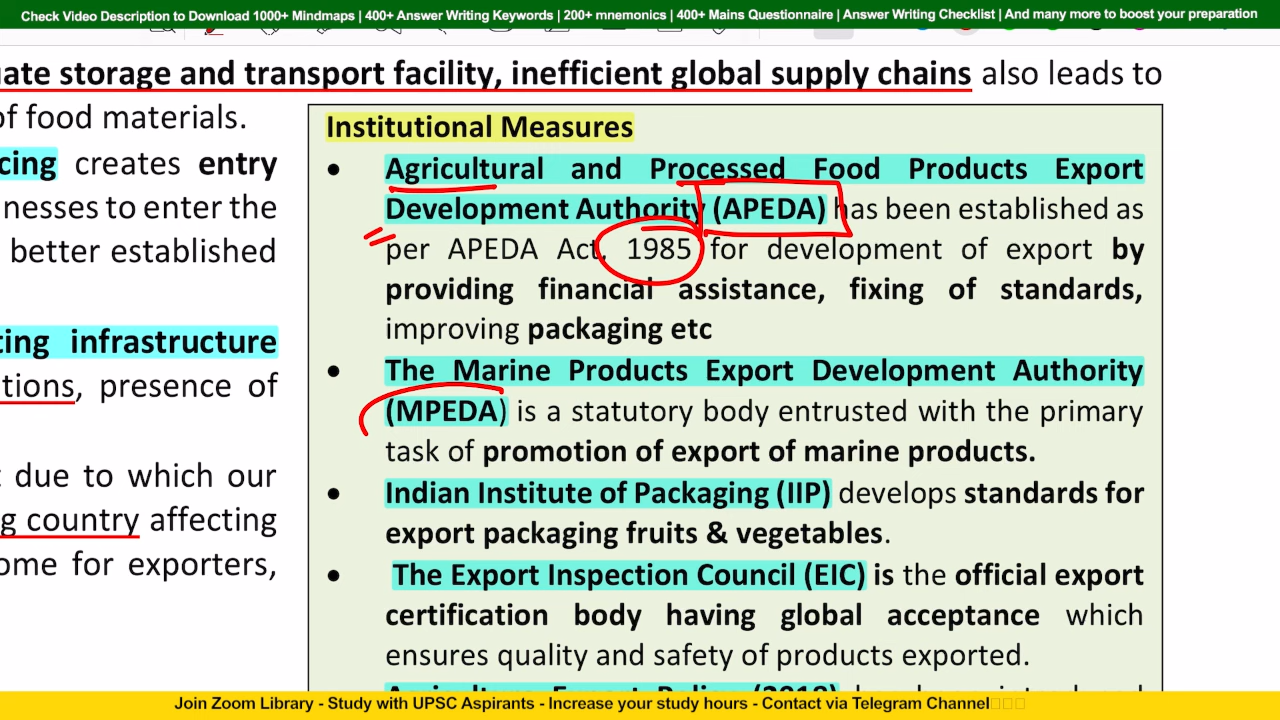 Check Video Description to Download 1000+ Mindmaps | 400+ Answer Writing Keywords | 200+ mnemonics | 400+ Mains Questionnaire | Answer Writing Checklist | And many more to boost your preparation
storage and transport facility, inefficient global supply chains also leads to
of food materials.
creates entry
to enter the
better established
infrastructure
presence of
due to which our
country affecting
for exporters,
Institutional Measures
• Agricultural and Processed Food Products Export
Development Authority (APEDA) has been established as
per APEDA Act, 1985 for development of export by
providing financial assistance, fixing of standards,
improving packaging etc
• The Marine Products Export Development Authority
(MPEDA) is a statutory body entrusted with the primary
task of promotion of export of marine products.
• Indian Institute of Packaging (IIP) develops standards for
export packaging fruits & vegetables.
• The Export Inspection Council (EIC) is the official export
certification body having global acceptance which
ensures quality and safety of products exported.
Join Zoom Library - Study with UPSC Aspirants - Increase your study hours - Contact via Telegram Channel